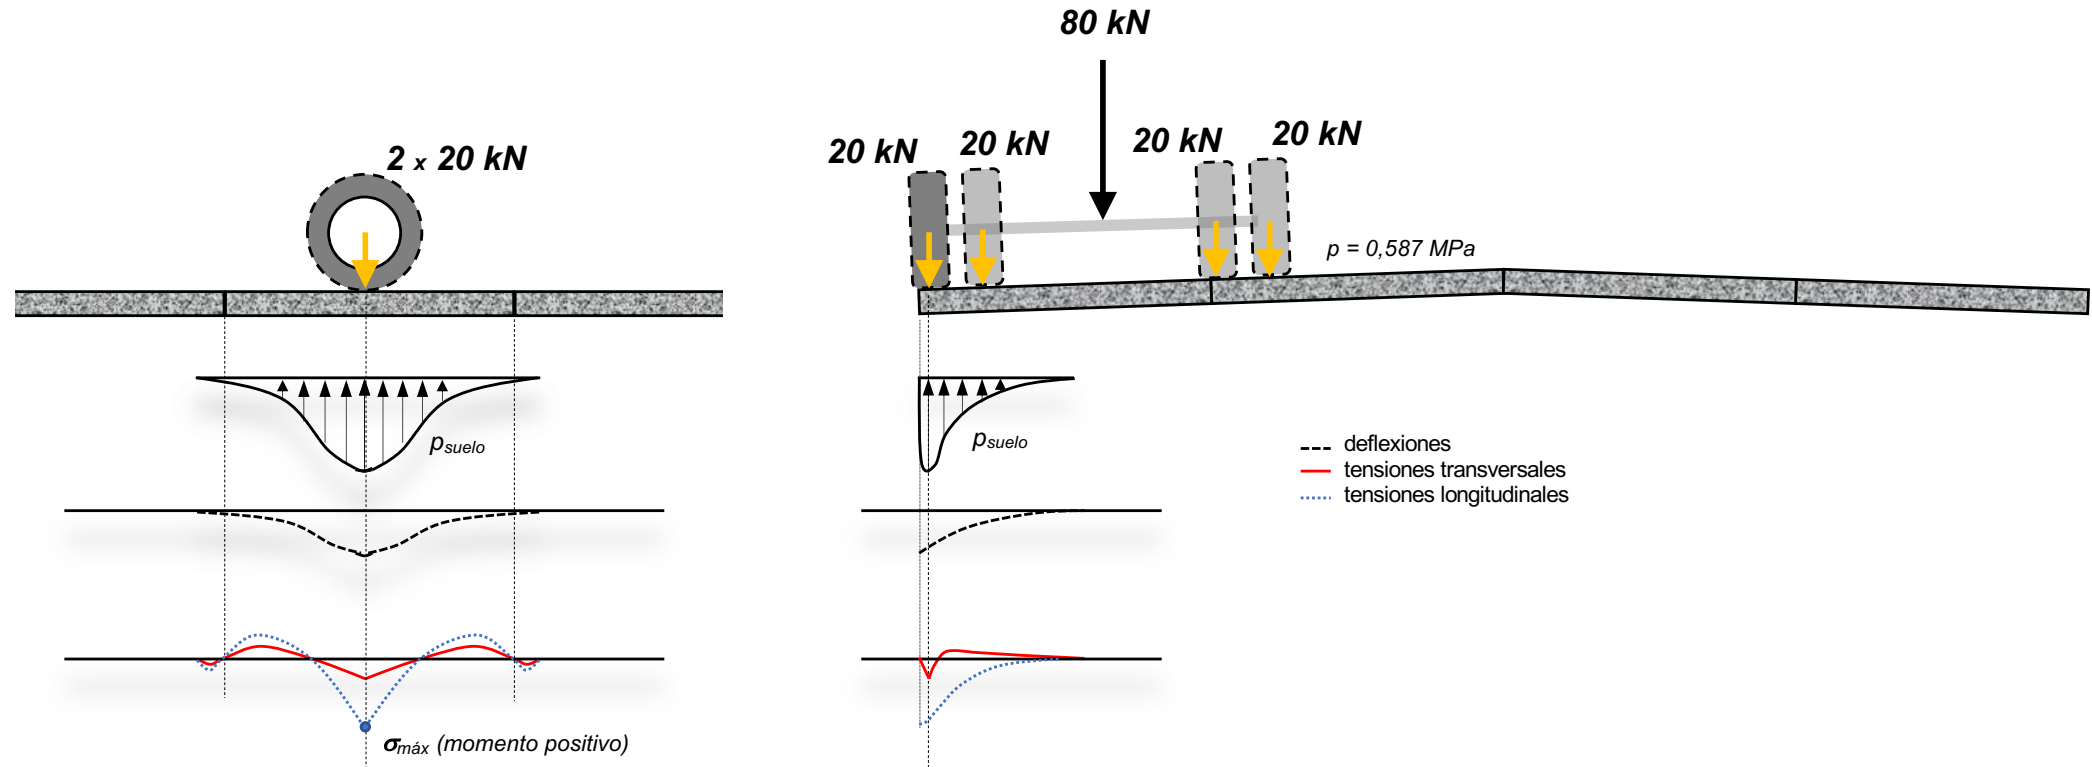 80 kN
2 x 20 kN
20 kN
20 kN
20 kN
20 kN
p = 0,587 MPa
psuelo
psuelo
deflexiones
tensiones transversales
tensiones longitudinales
σmáx (momento positivo)